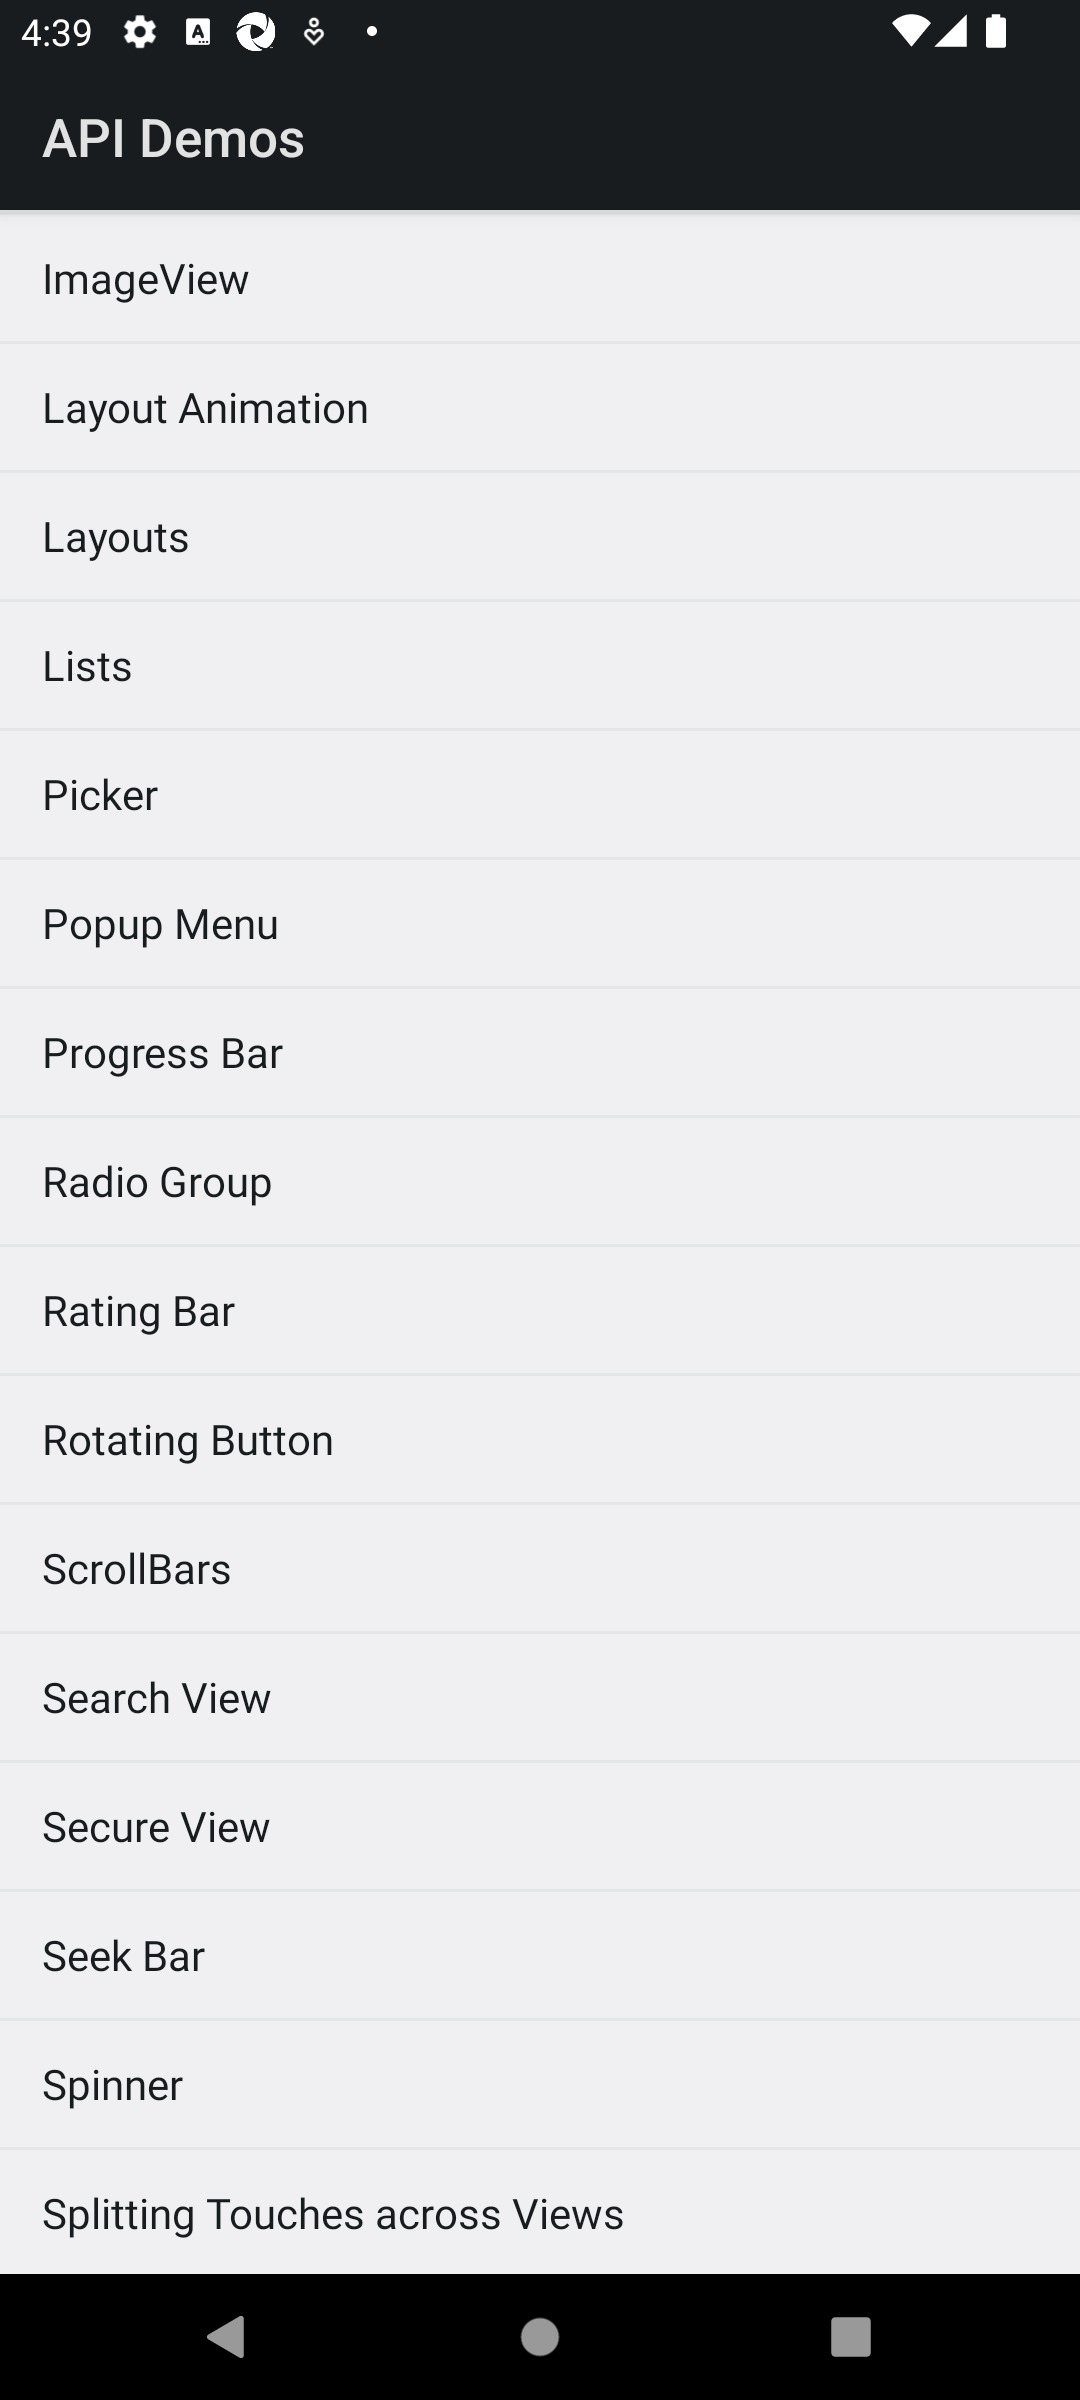 4:39
API Demos
ImageView
Layout Animation
Layouts
Lists
Picker
Popup Menu
Progress Bar
Radio Group
Rating Bar
Rotating Button
ScrollBars
Search View
Secure View
Seek Bar
Spinner
Splitting Touches across Views